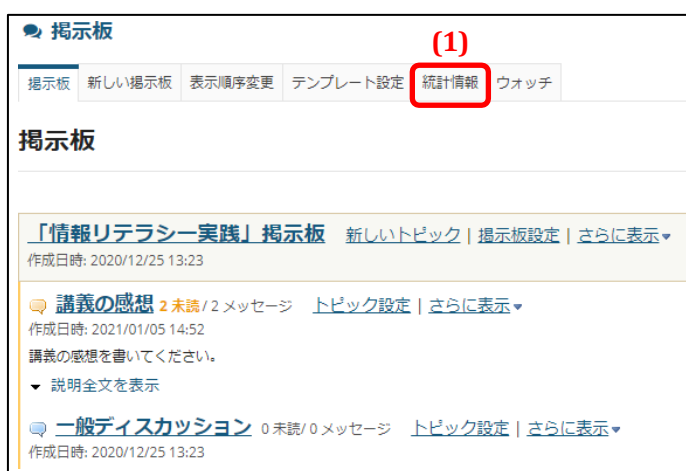 掲示板
(1)
掲示板 新しい掲示板 表示順序変更 テンプレート設定 統計情報 ウォッチ
掲示板
「情報リテラシー実践」掲示板 新しいトピック | 掲示板設定 | さらに表示
作成日時: 2020/12/25 13:23
講義の感想 2 未読 / 2 メッセージ トピック設定 | さらに表示
作成日時: 2021/01/05 14:52
講義の感想を書いてください。
説明全文を表示
一般ディスカッション 0 未読/ 0 メッセージ トピック設定 | さらに表示
作成日時: 2020/12/25 13:23